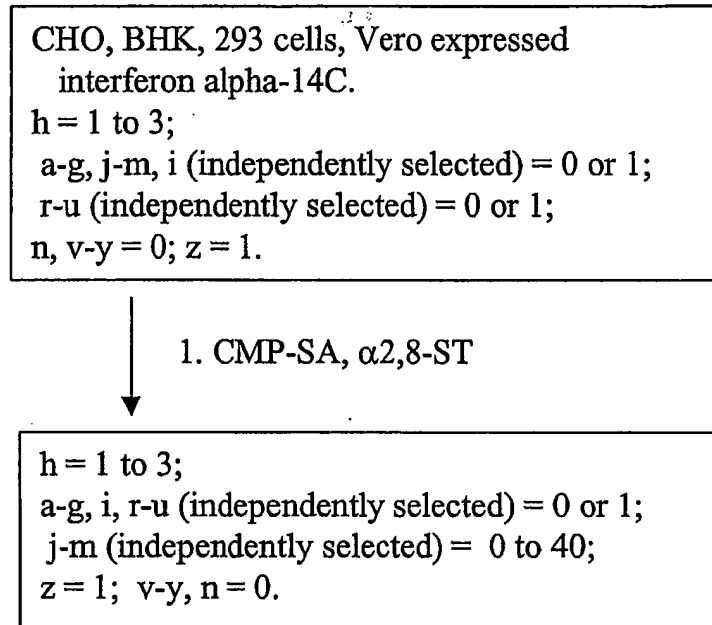 CHO, BHK, 293 cells, Vero expressed
interferon alpha-14C.
h = 1 to 3;
a-g, j-m, i (independently selected) = 0 or 1;
r-u (independently selected) = 0 or 1;
n, v-y = 0; z = 1.
1. CMP-SA, α2,8-ST
h = 1 to 3;
a-g, i, r-u (independently selected) = 0 or 1;
j-m (independently selected) = 0 to 40;
z = 1; v-y, n = 0.